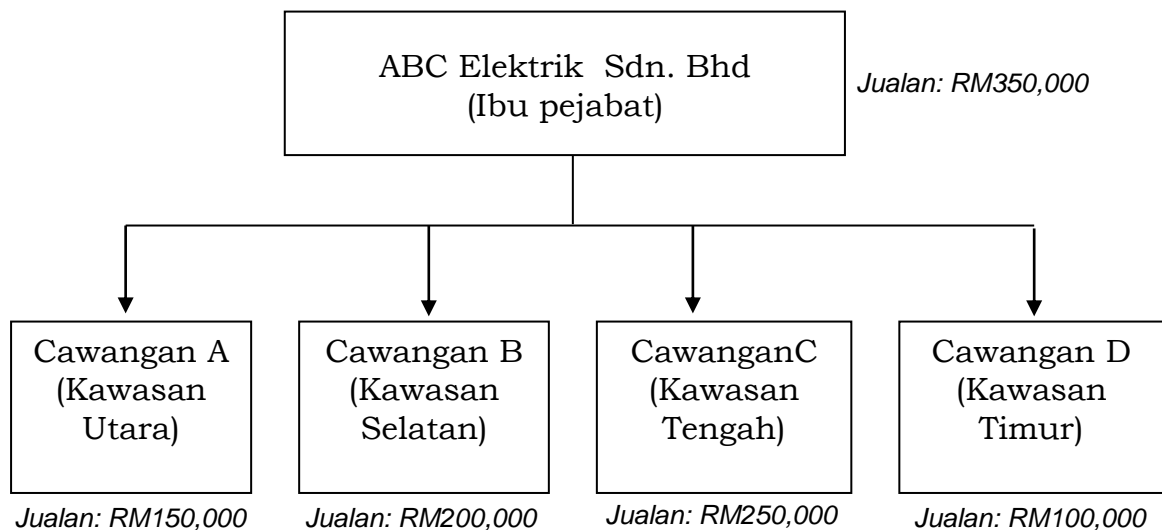 ABC Elektrik Sdn. Bhd
(Ibu pejabat)
Jualan: RM350,000
Cawangan A
(Kawasan
Utara)
Cawangan B
(Kawasan
Selatan)
CawanganC
(Kawasan
Tengah)
Cawangan D
(Kawasan
Timur)
Jualan: RM150,000
Jualan: RM200,000
Jualan: RM250,000
Jualan: RM100,000